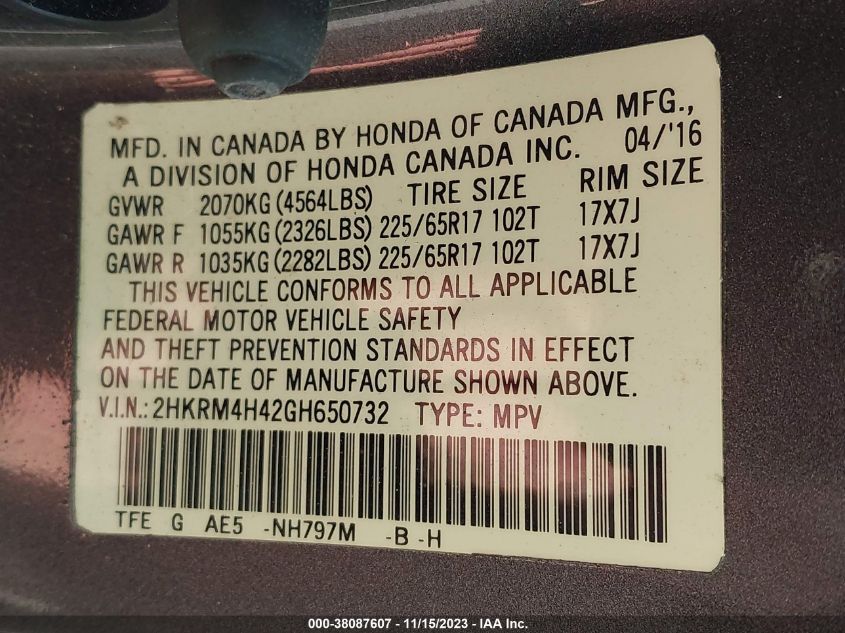 MFD. IN CANADA BY HONDA OF CANADA MFG.,
A DIVISION OF HONDA CANADA INC. 04/'16
GVWR 2070KG (4564LBS) TIRE SIZE RIM SIZE
GAWR F 1055KG (2326LBS) 225/65R17 102T 17X7J
GAWR R 1035KG (2282LBS) 225/65R17 102T 17X7J
THIS VEHICLE CONFORMS TO ALL APPLICABLE
FEDERAL MOTOR VEHICLE SAFETY
AND THEFT PREVENTION STANDARDS IN EFFECT
ON THE DATE OF MANUFACTURE SHOWN ABOVE.
V.I.N.: 2HKRM4H42GH650732 TYPE: MPV
TFE G AE5 -NH797M -B -H
000-38087607 - 11/15/2023 - IAA Inc.